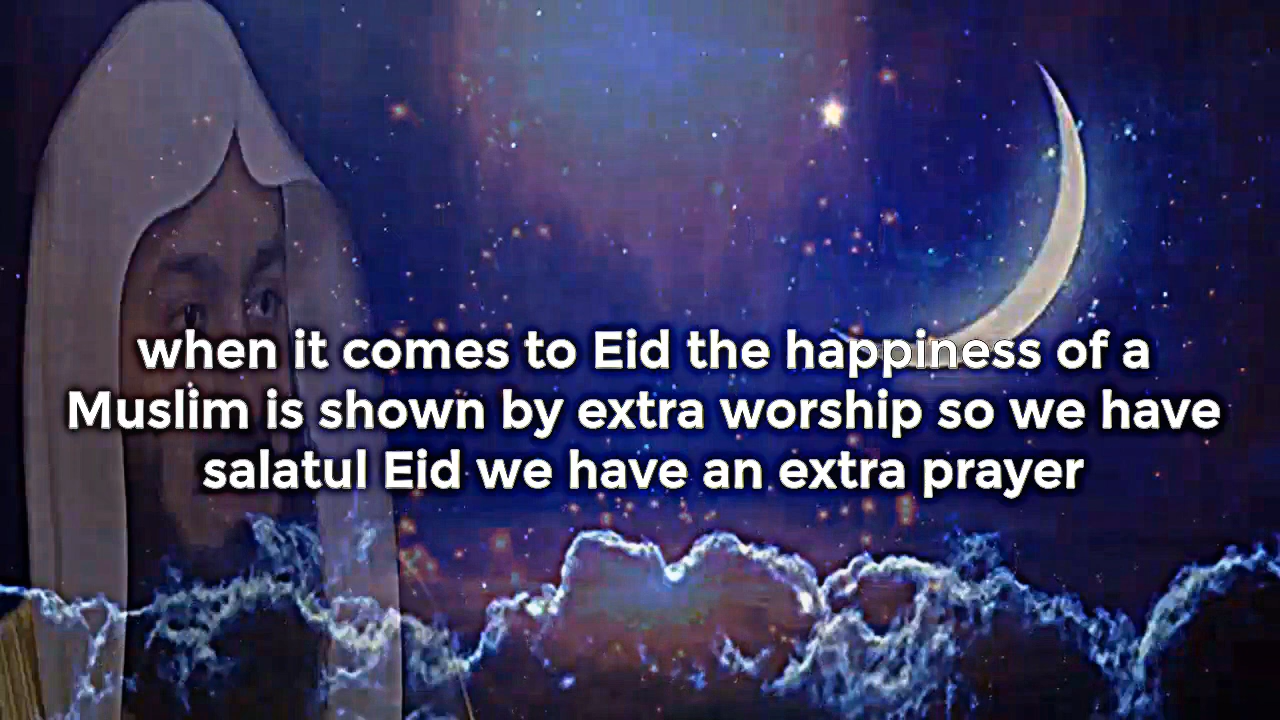 when it comes to Eid the happiness of a
Muslim is shown by extra worship so we have
salatul Eid we have an extra prayer